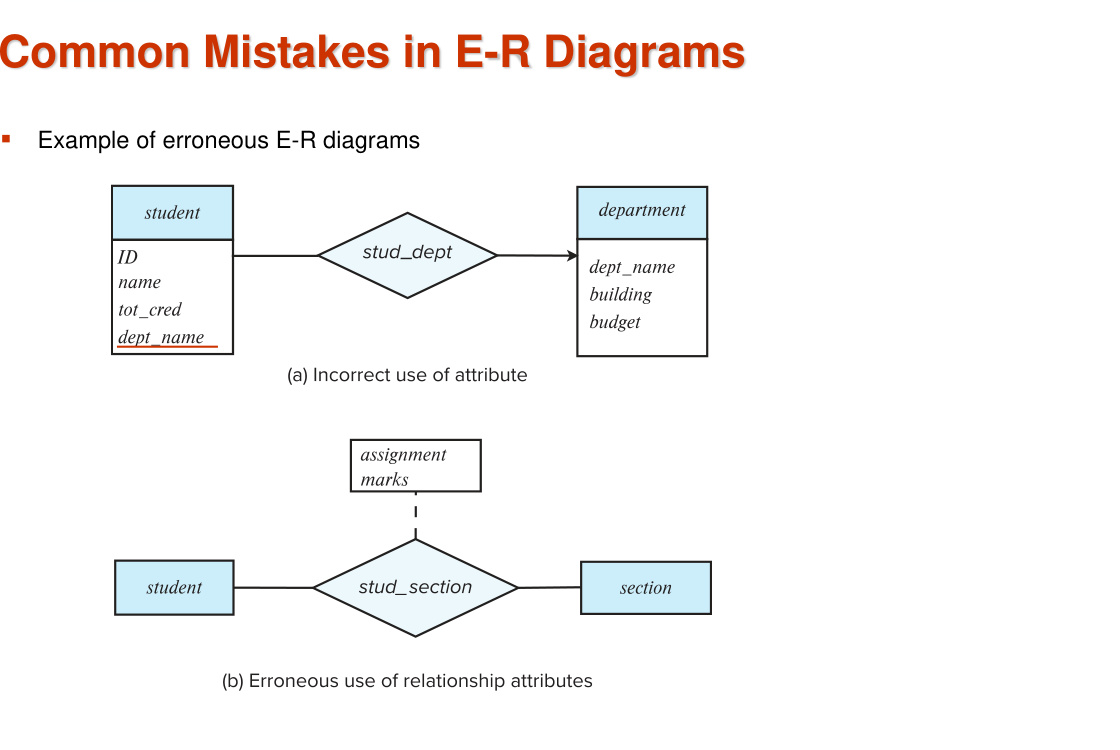 Common Mistakes in E-R Diagrams
Example of erroneous E-R diagrams
student
ID
name
tot_cred
dept_name
stud_dept
department
dept_name
building
budget
(a) Incorrect use of attribute
assignment
marks
student
stud_section
section
(b) Erroneous use of relationship attributes